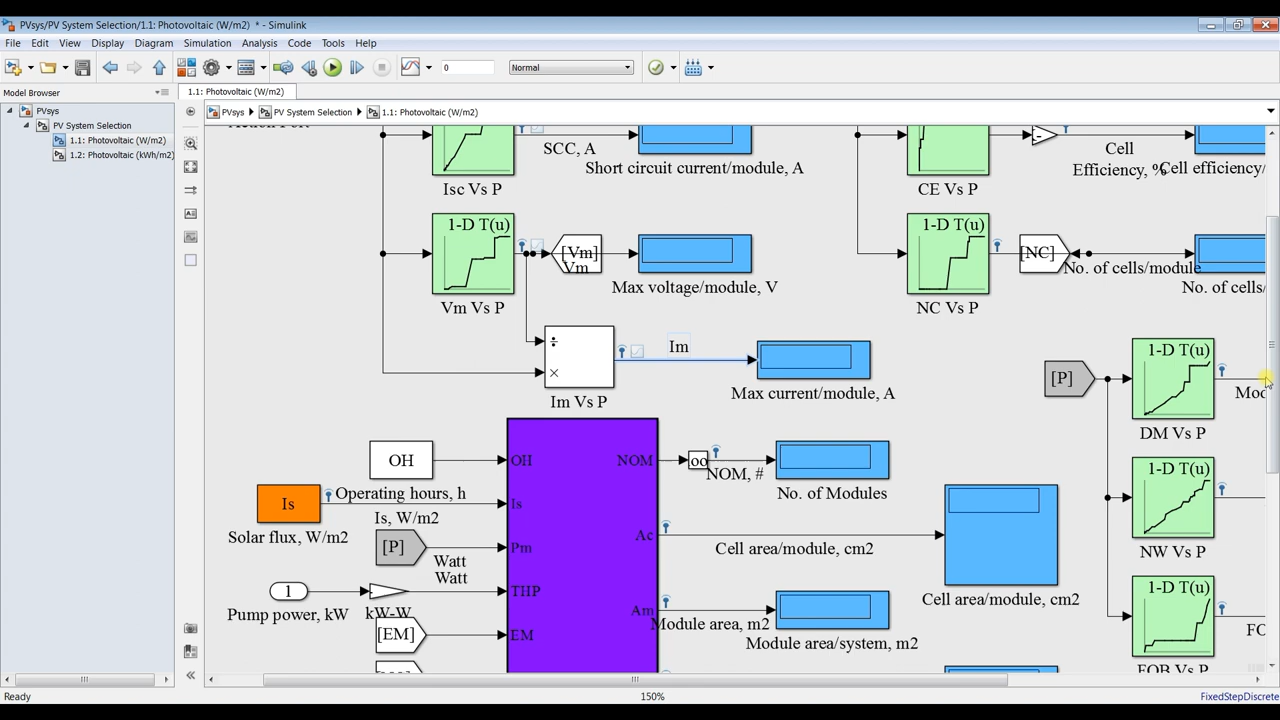 PVsys/PV System Selection/1.1: Photovoltaic (W/m2) * - Simulink
File Edit View Display Diagram Simulation Analysis Code Tools Help
0 Normal
Model Browser
1.1: Photovoltaic (W/m2)
PVsys
PV System Selection
1.1: Photovoltaic (W/m2)
1.2: Photovoltaic (kWh/m2)
PVsys PV System Selection 1.1: Photovoltaic (W/m2)
SCC, A
Short circuit current/module, A
Isc Vs P
Cell
Efficiency, %
Cell efficiency/
CE Vs P
1-D T(u)
[Vm]
Vm
Max voltage/module, V
Vm Vs P
1-D T(u)
[NC]
No. of cells/module
No. of cells/
NC Vs P
÷
×
Im
Im Vs P
Max current/module, A
[P]
1-D T(u)
DM Vs P
1-D T(u)
NW Vs P
1-D T(u)
FOB Vs P
FO
OH
OH
Operating hours, h
Is
Is
Is, W/m2
Solar flux, W/m2
[P]
Pm
Watt
Watt
1
Pump power, kW
kW-W
THP
[EM]
EM
NOM
NOM, #
No. of Modules
Ac
Cell area/module, cm2
Cell area/module, cm2
Am
Module area, m2
Module area/system, m2
Ready 150% FixedStepDiscrete